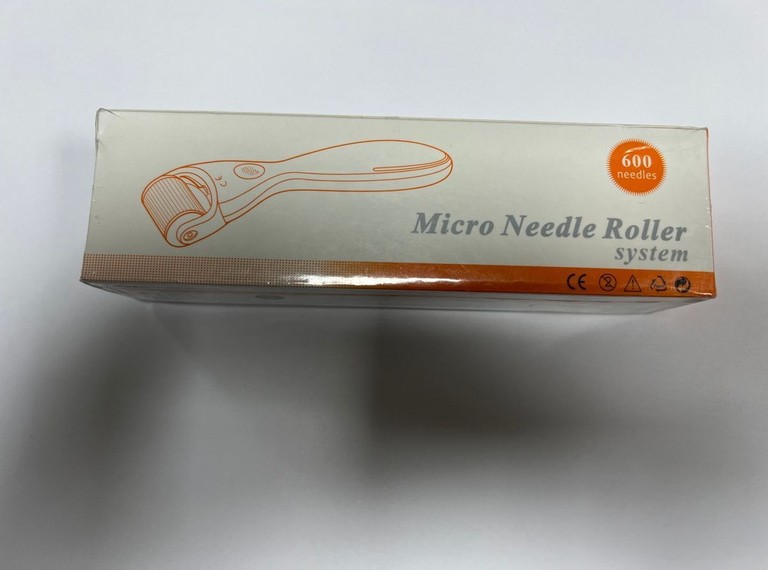 600
needles
Micro Needle Roller
system
CE